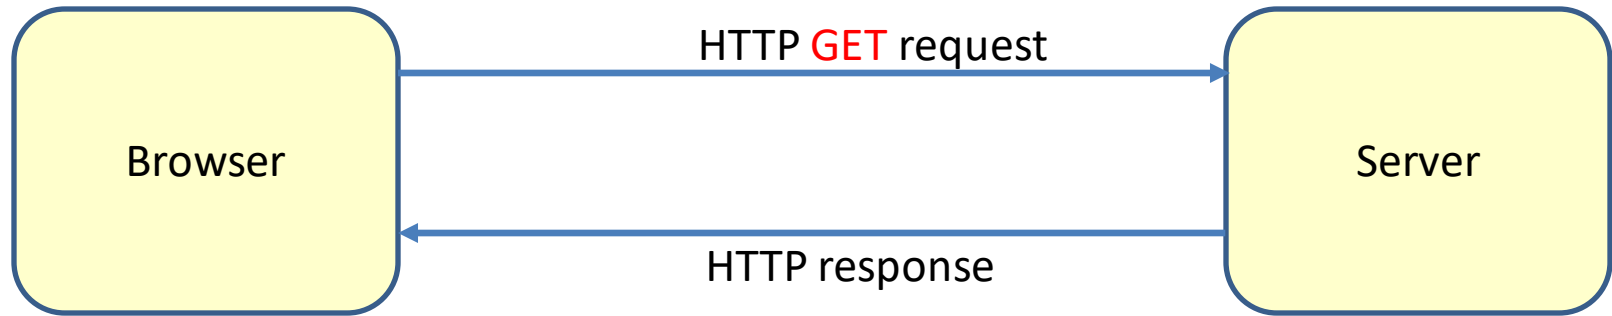 HTTP GET request
Browser
Server
HTTP response